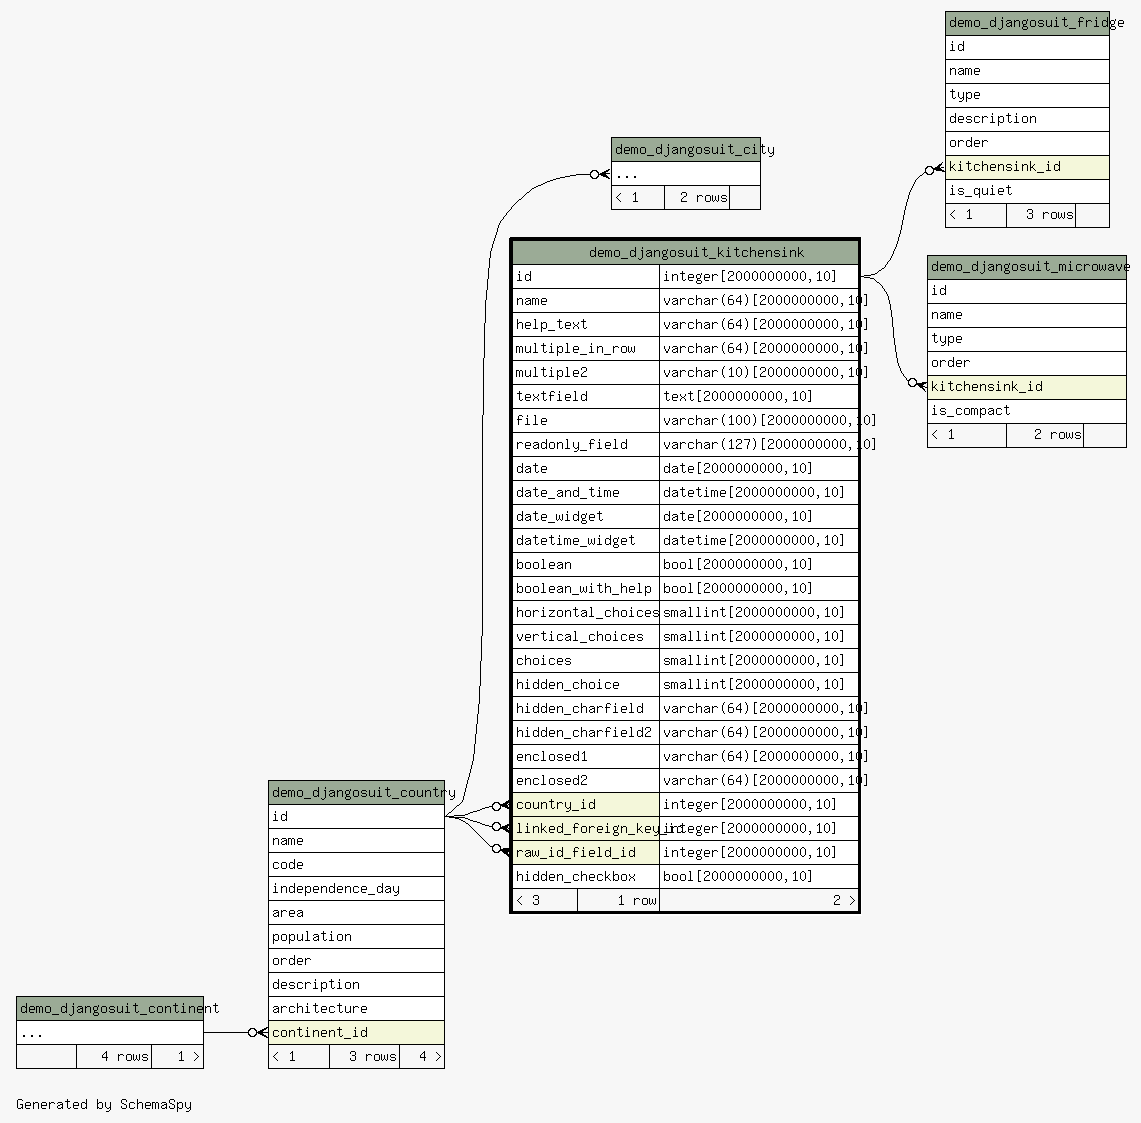 demo_djangosuit_fridge
id
name
type
description
order
kitchensink_id
is_quiet
< 1 3 rows
demo_djangosuit_city
...
< 1 2 rows
demo_djangosuit_microwave
id
name
type
order
kitchensink_id
is_compact
< 1 2 rows
demo_djangosuit_kitchensink
id integer[2000000000,10]
name varchar(64)[2000000000,10]
help_text varchar(64)[2000000000,10]
multiple_in_row varchar(64)[2000000000,10]
multiple2 varchar(10)[2000000000,10]
textfield text[2000000000,10]
file varchar(100)[2000000000,10]
readonly_field varchar(127)[2000000000,10]
date date[2000000000,10]
date_and_time datetime[2000000000,10]
date_widget date[2000000000,10]
datetime_widget datetime[2000000000,10]
boolean bool[2000000000,10]
boolean_with_help bool[2000000000,10]
horizontal_choices smallint[2000000000,10]
vertical_choices smallint[2000000000,10]
choices smallint[2000000000,10]
hidden_choice smallint[2000000000,10]
hidden_charfield varchar(64)[2000000000,10]
hidden_charfield2 varchar(64)[2000000000,10]
enclosed1 varchar(64)[2000000000,10]
enclosed2 varchar(64)[2000000000,10]
country_id integer[2000000000,10]
linked_foreign_key_id integer[2000000000,10]
raw_id_field_id integer[2000000000,10]
hidden_checkbox bool[2000000000,10]
< 3 1 row 2 >
demo_djangosuit_country
id
name
code
independence_day
area
population
order
description
architecture
continent_id
< 1 3 rows 4 >
demo_djangosuit_continent
...
4 rows 1 >
Generated by SchemaSpy